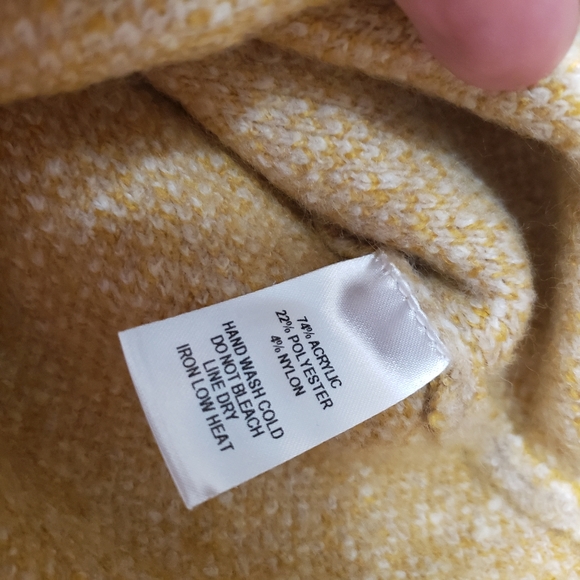 74% ACRYLIC
22% POLYESTER
4% NYLON
HAND WASH COLD
DO NOT BLEACH
LINE DRY
IRON LOW HEAT